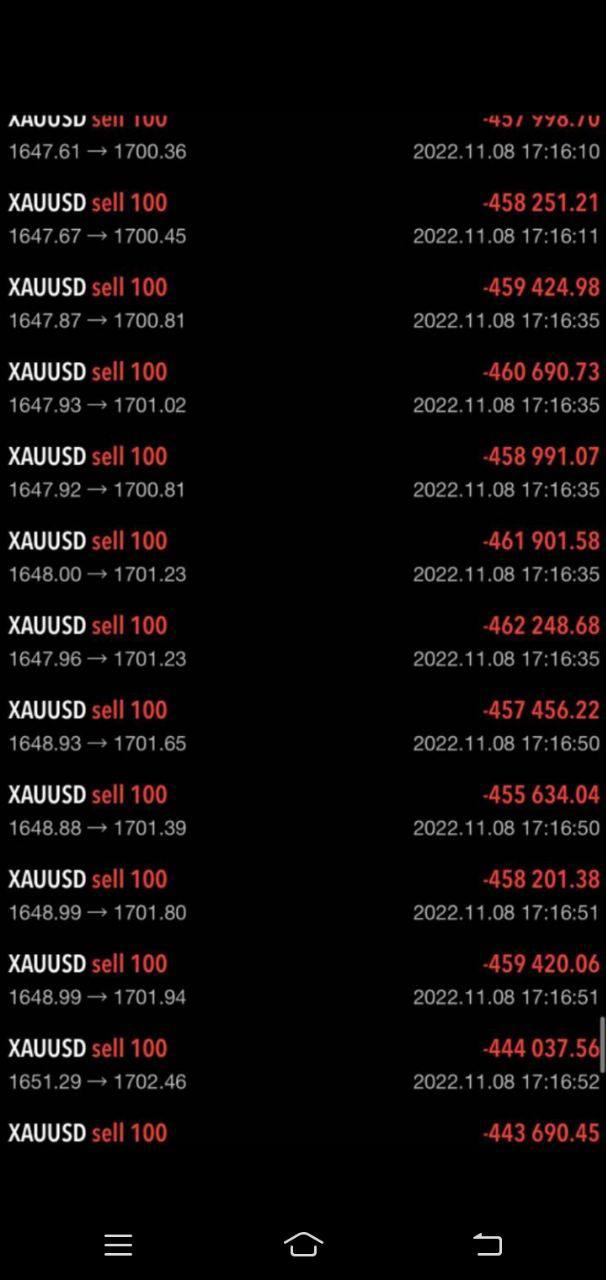 XAUUSD sell 100 -457 998.70
1647.61 → 1700.36 2022.11.08 17:16:10
XAUUSD sell 100 -458 251.21
1647.67 → 1700.45 2022.11.08 17:16:11
XAUUSD sell 100 -459 424.98
1647.87 → 1700.81 2022.11.08 17:16:35
XAUUSD sell 100 -460 690.73
1647.93 → 1701.02 2022.11.08 17:16:35
XAUUSD sell 100 -458 991.07
1647.92 → 1700.81 2022.11.08 17:16:35
XAUUSD sell 100 -461 901.58
1648.00 → 1701.23 2022.11.08 17:16:35
XAUUSD sell 100 -462 248.68
1647.96 → 1701.23 2022.11.08 17:16:35
XAUUSD sell 100 -457 456.22
1648.93 → 1701.65 2022.11.08 17:16:50
XAUUSD sell 100 -455 634.04
1648.88 → 1701.39 2022.11.08 17:16:50
XAUUSD sell 100 -458 201.38
1648.99 → 1701.80 2022.11.08 17:16:51
XAUUSD sell 100 -459 420.06
1648.99 → 1701.94 2022.11.08 17:16:51
XAUUSD sell 100 -444 037.56
1651.29 → 1702.46 2022.11.08 17:16:52
XAUUSD sell 100 -443 690.45